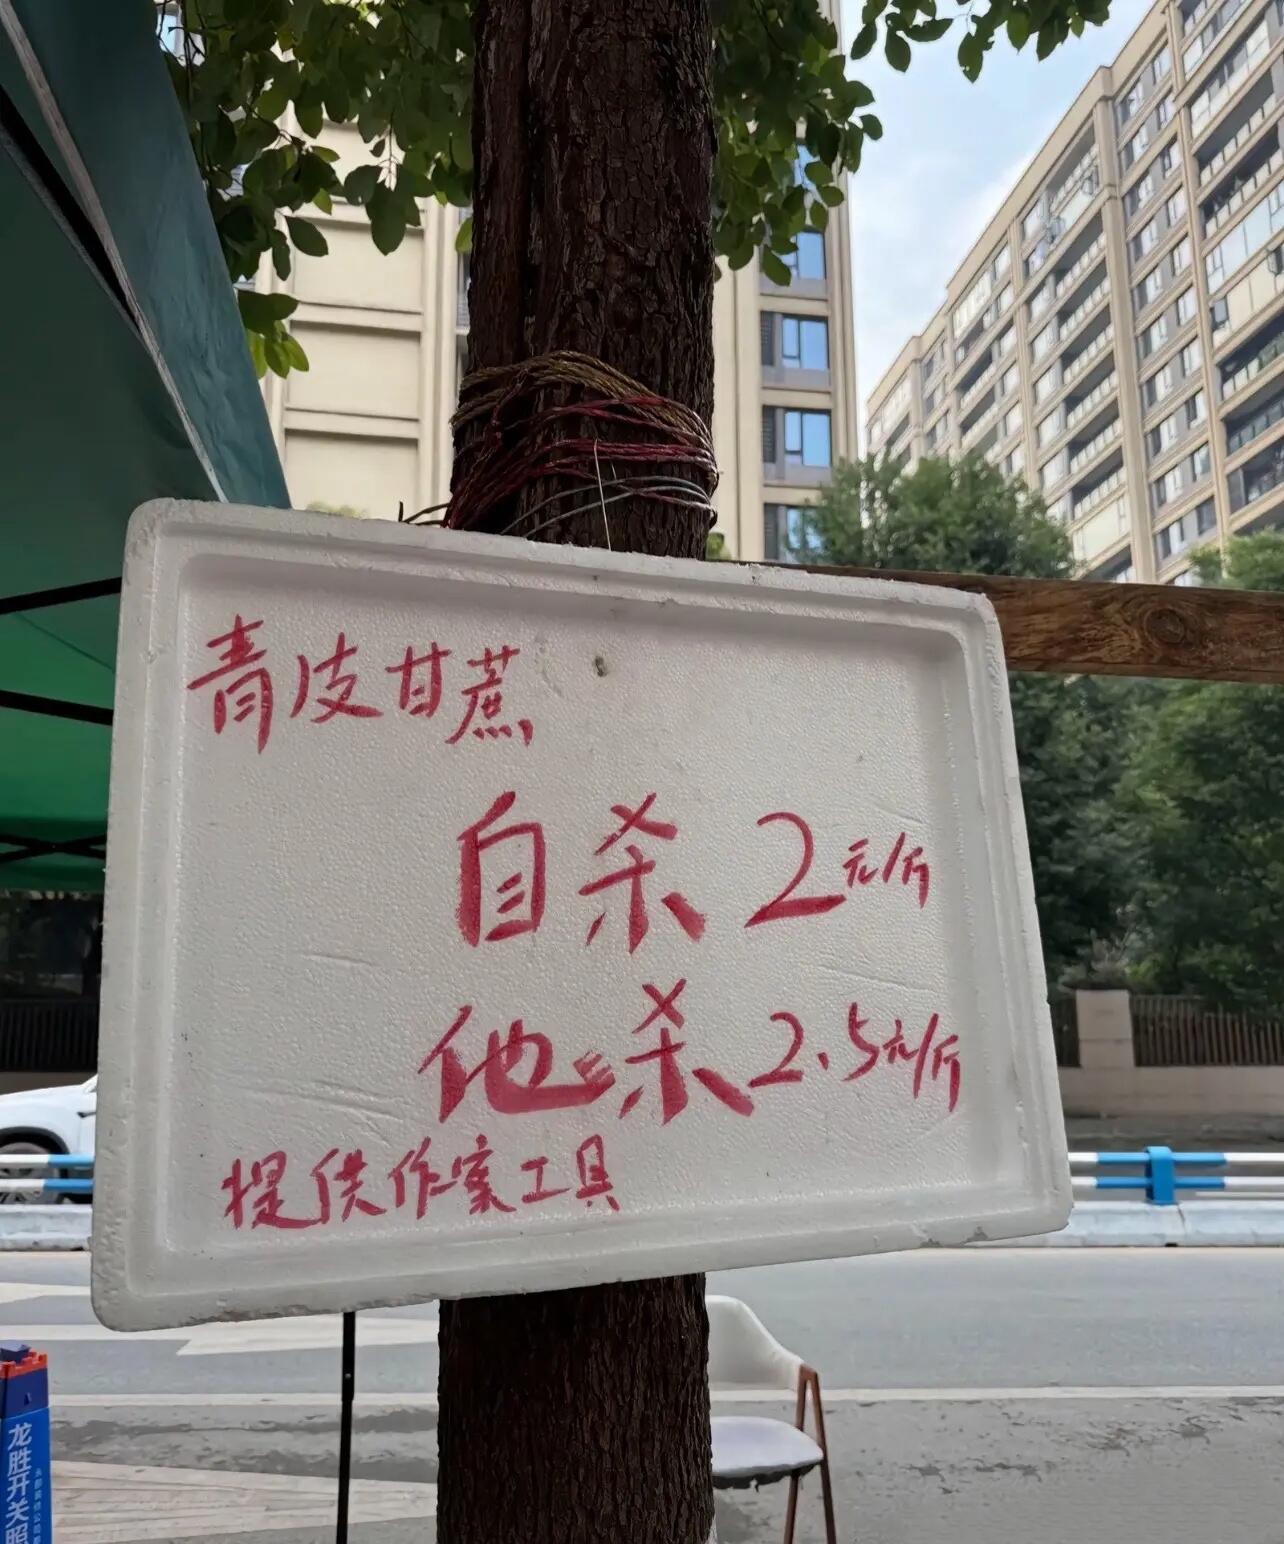 青皮甘蔗
自杀 2元/斤
他杀 2.5元/斤
提供作案工具
龙胜开关照